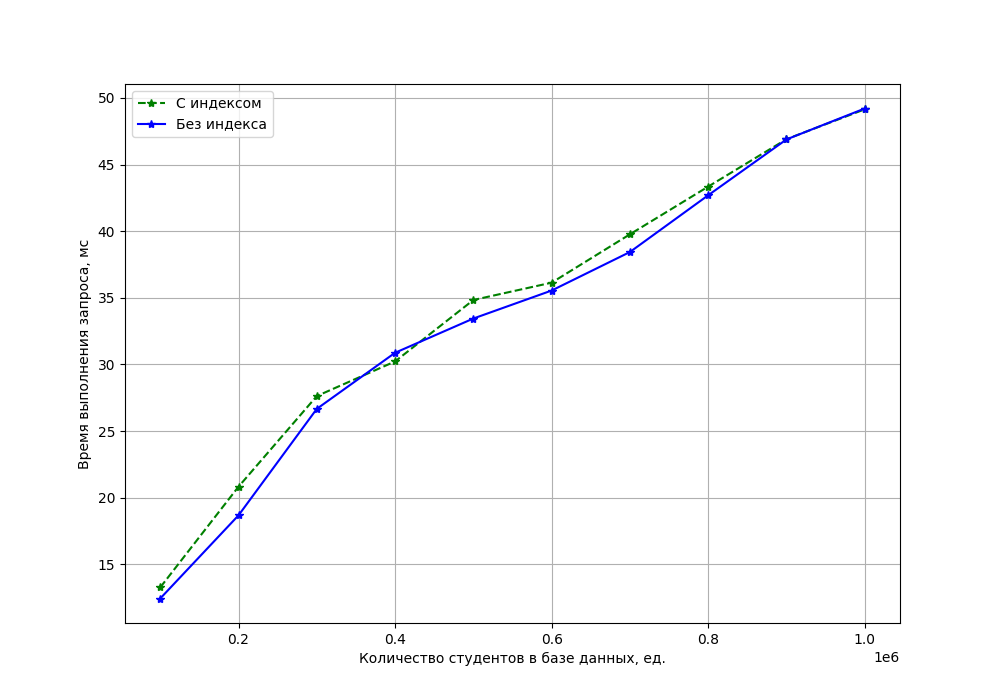 С индексом
Без индекса
50
45
40
35
30
25
20
15
Время выполнения запроса, мс
0.2 0.4 0.6 0.8 1.0
1e6
Количество студентов в базе данных, ед.